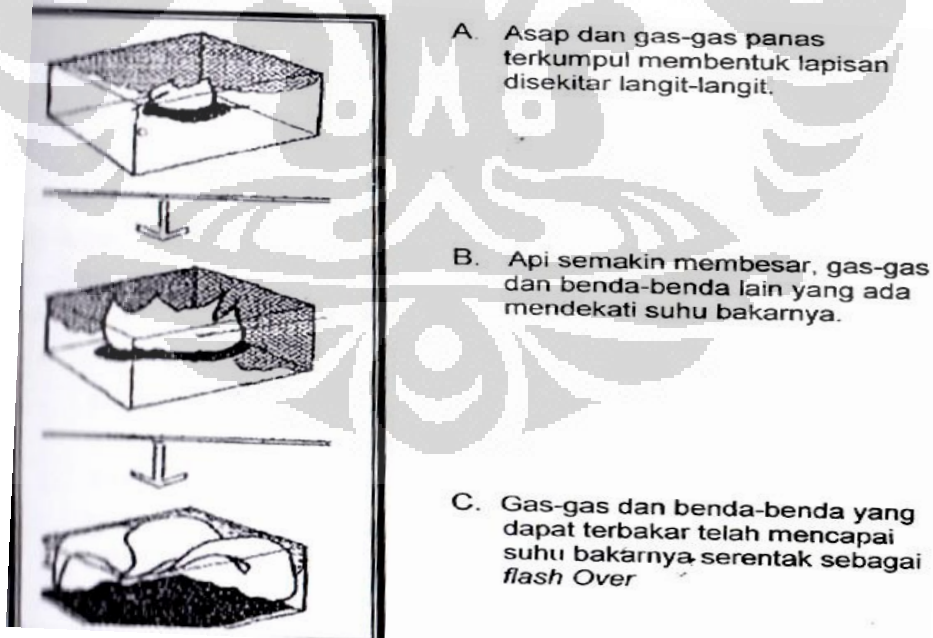 A. Asap dan gas-gas panas
terkumpul membentuk lapisan
disekitar langit-langit.
B. Api semakin membesar, gas-gas
dan benda-benda lain yang ada
mendekati suhu bakarnya.
C. Gas-gas dan benda-benda yang
dapat terbakar telah mencapai
suhu bakarnya serentak sebagai
flash Over